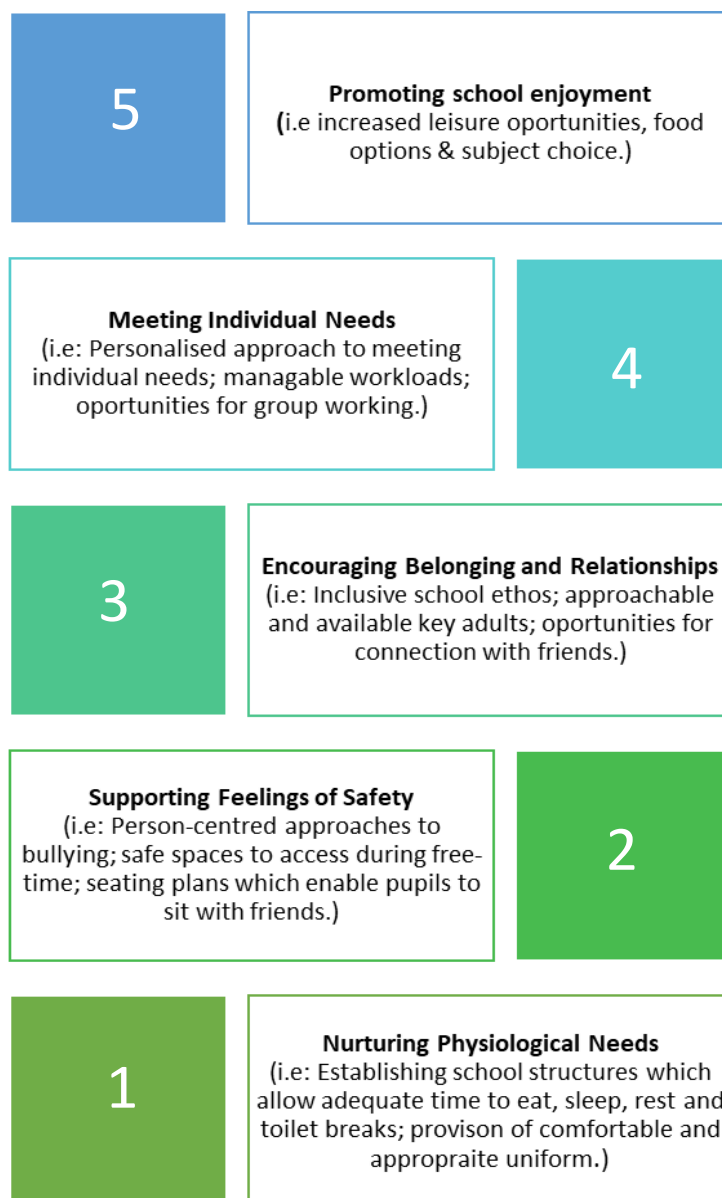 5
Promoting school enjoyment
(i.e increased leisure oportunities, food
options & subject choice.)
Meeting Individual Needs
(i.e: Personalised approach to meeting
individual needs; managable workloads;
oportunities for group working.)
4
3
Encouraging Belonging and Relationships
(i.e: Inclusive school ethos; approachable
and available key adults; oportunities for
connection with friends.)
Supporting Feelings of Safety
(i.e: Person-centred approaches to
bullying; safe spaces to access during free-
time; seating plans which enable pupils to
sit with friends.)
2
1
Nurturing Physiological Needs
(i.e: Establishing school structures which
allow adequate time to eat, sleep, rest and
toilet breaks; provison of comfortable and
appropraite uniform.)